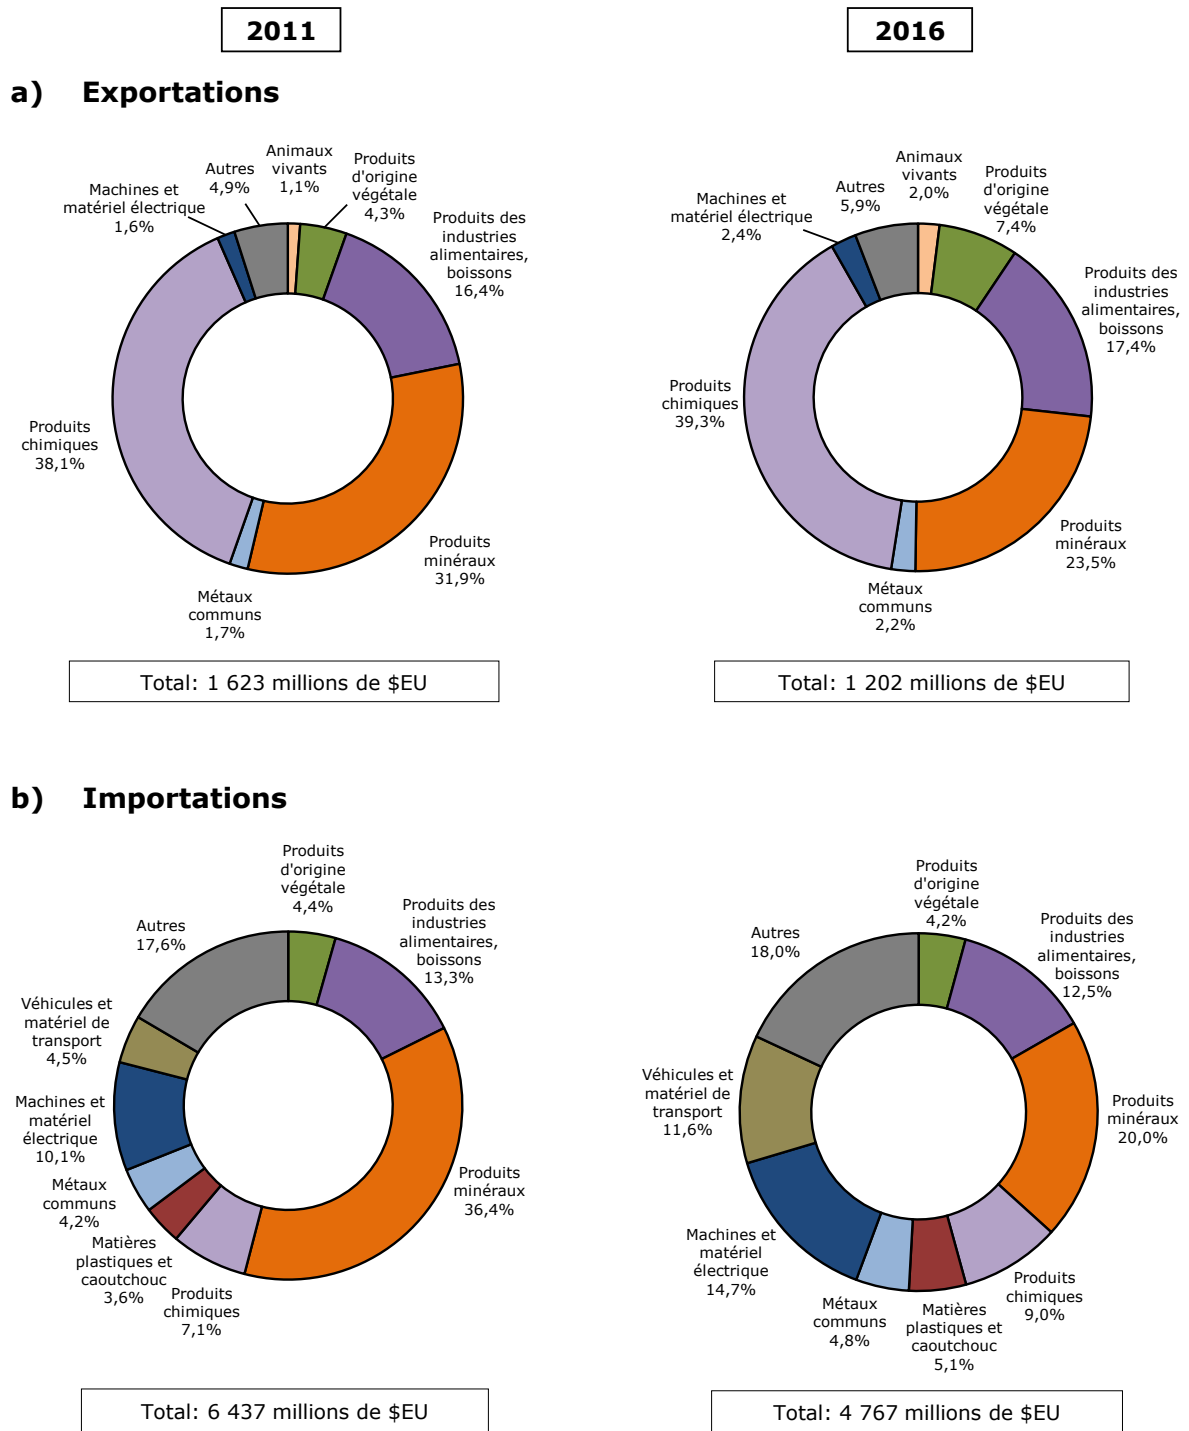 2011
2016
a) Exportations
Animaux
vivants
1,1%
Produits
d'origine
végétale
4,3%
Produits des
industries
alimentaires,
boissons
16,4%
Produits
minéraux
31,9%
Métaux
communs
1,7%
Produits
chimiques
38,1%
Machines et
matériel électrique
1,6%
Autres
4,9%
Total: 1 623 millions de $EU
Animaux
vivants
2,0%
Produits
d'origine
végétale
7,4%
Produits des
industries
alimentaires,
boissons
17,4%
Produits
minéraux
23,5%
Métaux
communs
2,2%
Produits
chimiques
39,3%
Machines et
matériel électrique
2,4%
Autres
5,9%
Total: 1 202 millions de $EU
b) Importations
Produits
d'origine
végétale
4,4%
Produits des
industries
alimentaires,
boissons
13,3%
Produits
minéraux
36,4%
Produits
chimiques
7,1%
Matières
plastiques et
caoutchouc
3,6%
Métaux
communs
4,2%
Machines et
matériel
électrique
10,1%
Véhicules et
matériel de
transport
4,5%
Autres
17,6%
Total: 6 437 millions de $EU
Produits
d'origine
végétale
4,2%
Produits des
industries
alimentaires,
boissons
12,5%
Produits
minéraux
20,0%
Produits
chimiques
9,0%
Matières
plastiques et
caoutchouc
5,1%
Métaux
communs
4,8%
Machines et
matériel
électrique
14,7%
Véhicules et
matériel de
transport
11,6%
Autres
18,0%
Total: 4 767 millions de $EU